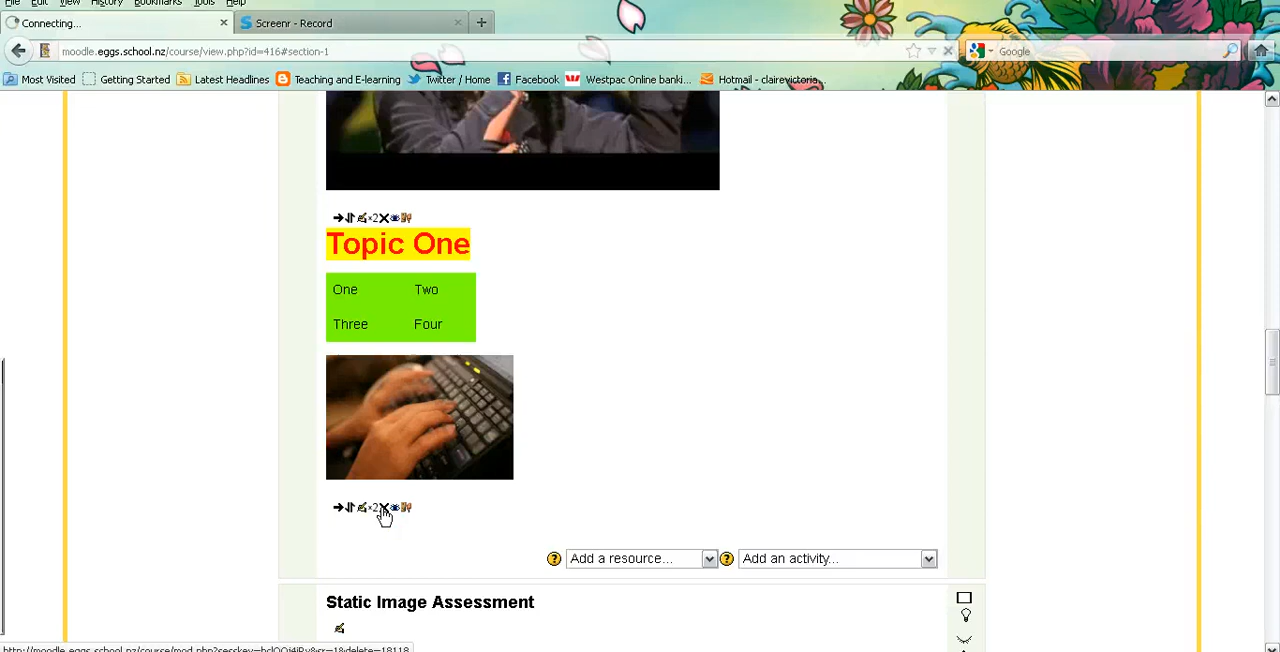 File Edit View History Bookmarks Tools Help
Connecting... × Screenr - Record × +
moodle.eggs.school.nz/course/view.php?id=416#section-1 Google
Most Visited Getting Started Latest Headlines Teaching and E-learning Twitter / Home Facebook Westpac Online banki... Hotmail - clairevictoria...
×2
Topic One
One Two
Three Four
×2
Add a resource... Add an activity...
Static Image Assessment